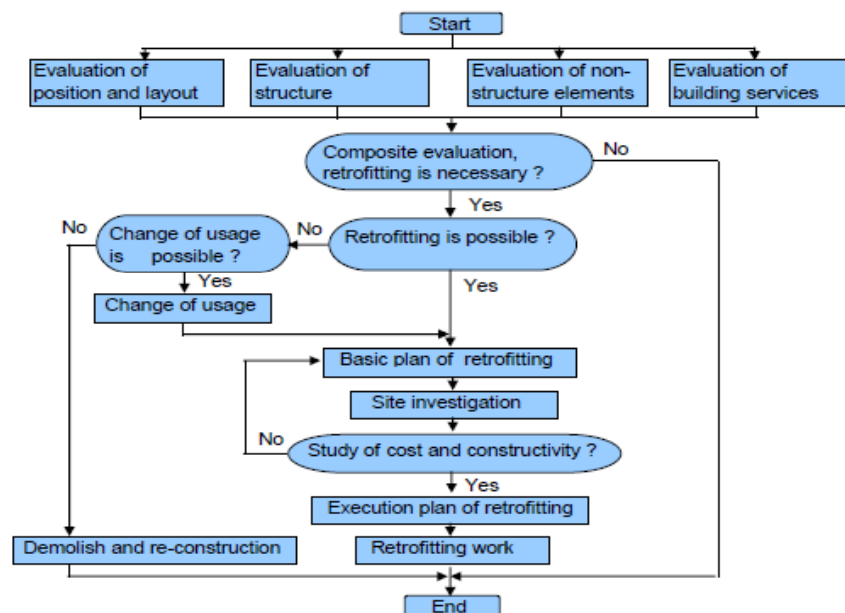 Start
Evaluation of
position and layout
Evaluation of
structure
Evaluation of non-
structure elements
Evaluation of
building services
Composite evaluation,
retrofitting is necessary ?
No
Yes
No
Change of usage
is possible ?
No
Retrofitting is possible ?
Yes
Change of usage
Yes
Basic plan of retrofitting
Site investigation
No
Study of cost and constructivity ?
Yes
Execution plan of retrofitting
Demolish and re-construction
Retrofitting work
End